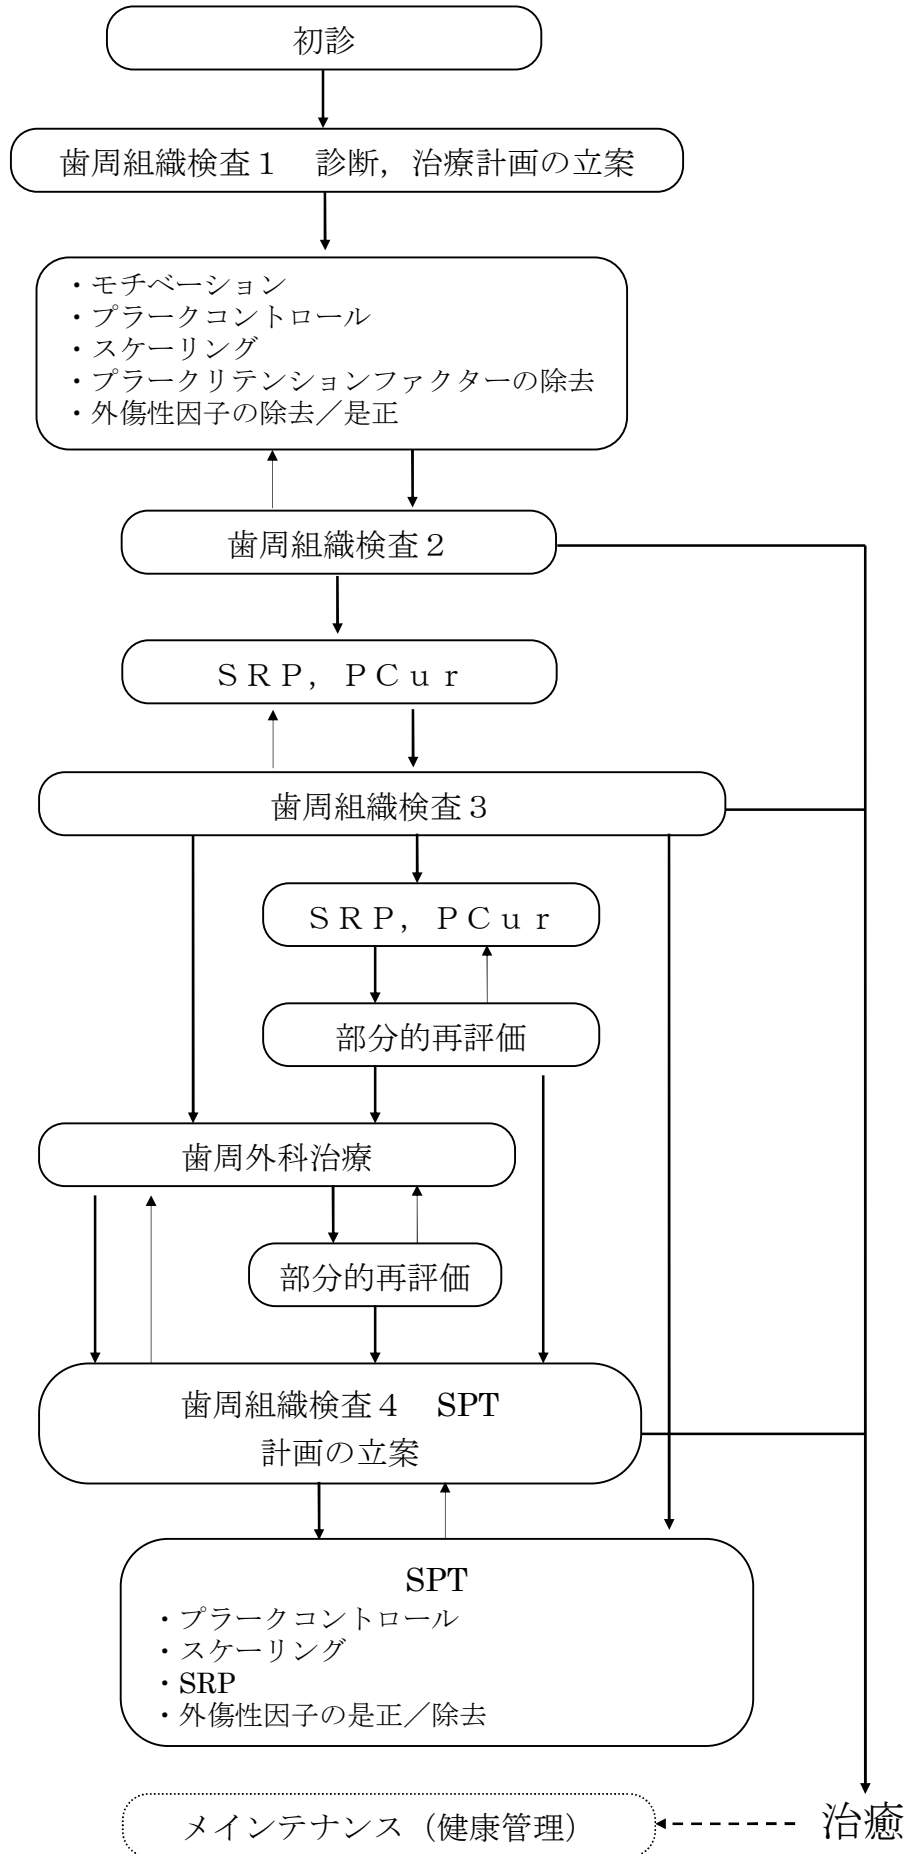 初診
歯周組織検査１　診断，治療計画の立案
・モチベーション
・プラークコントロール
・スケーリング
・プラークリテンションファクターの除去
・外傷性因子の除去／是正
歯周組織検査２
ＳＲＰ，ＰＣｕｒ
歯周組織検査３
ＳＲＰ，ＰＣｕｒ
部分的再評価
歯周外科治療
部分的再評価
歯周組織検査４　SPT
計画の立案
SPT
・プラークコントロール
・スケーリング
・SRP
・外傷性因子の是正／除去
メインテナンス（健康管理）
治癒